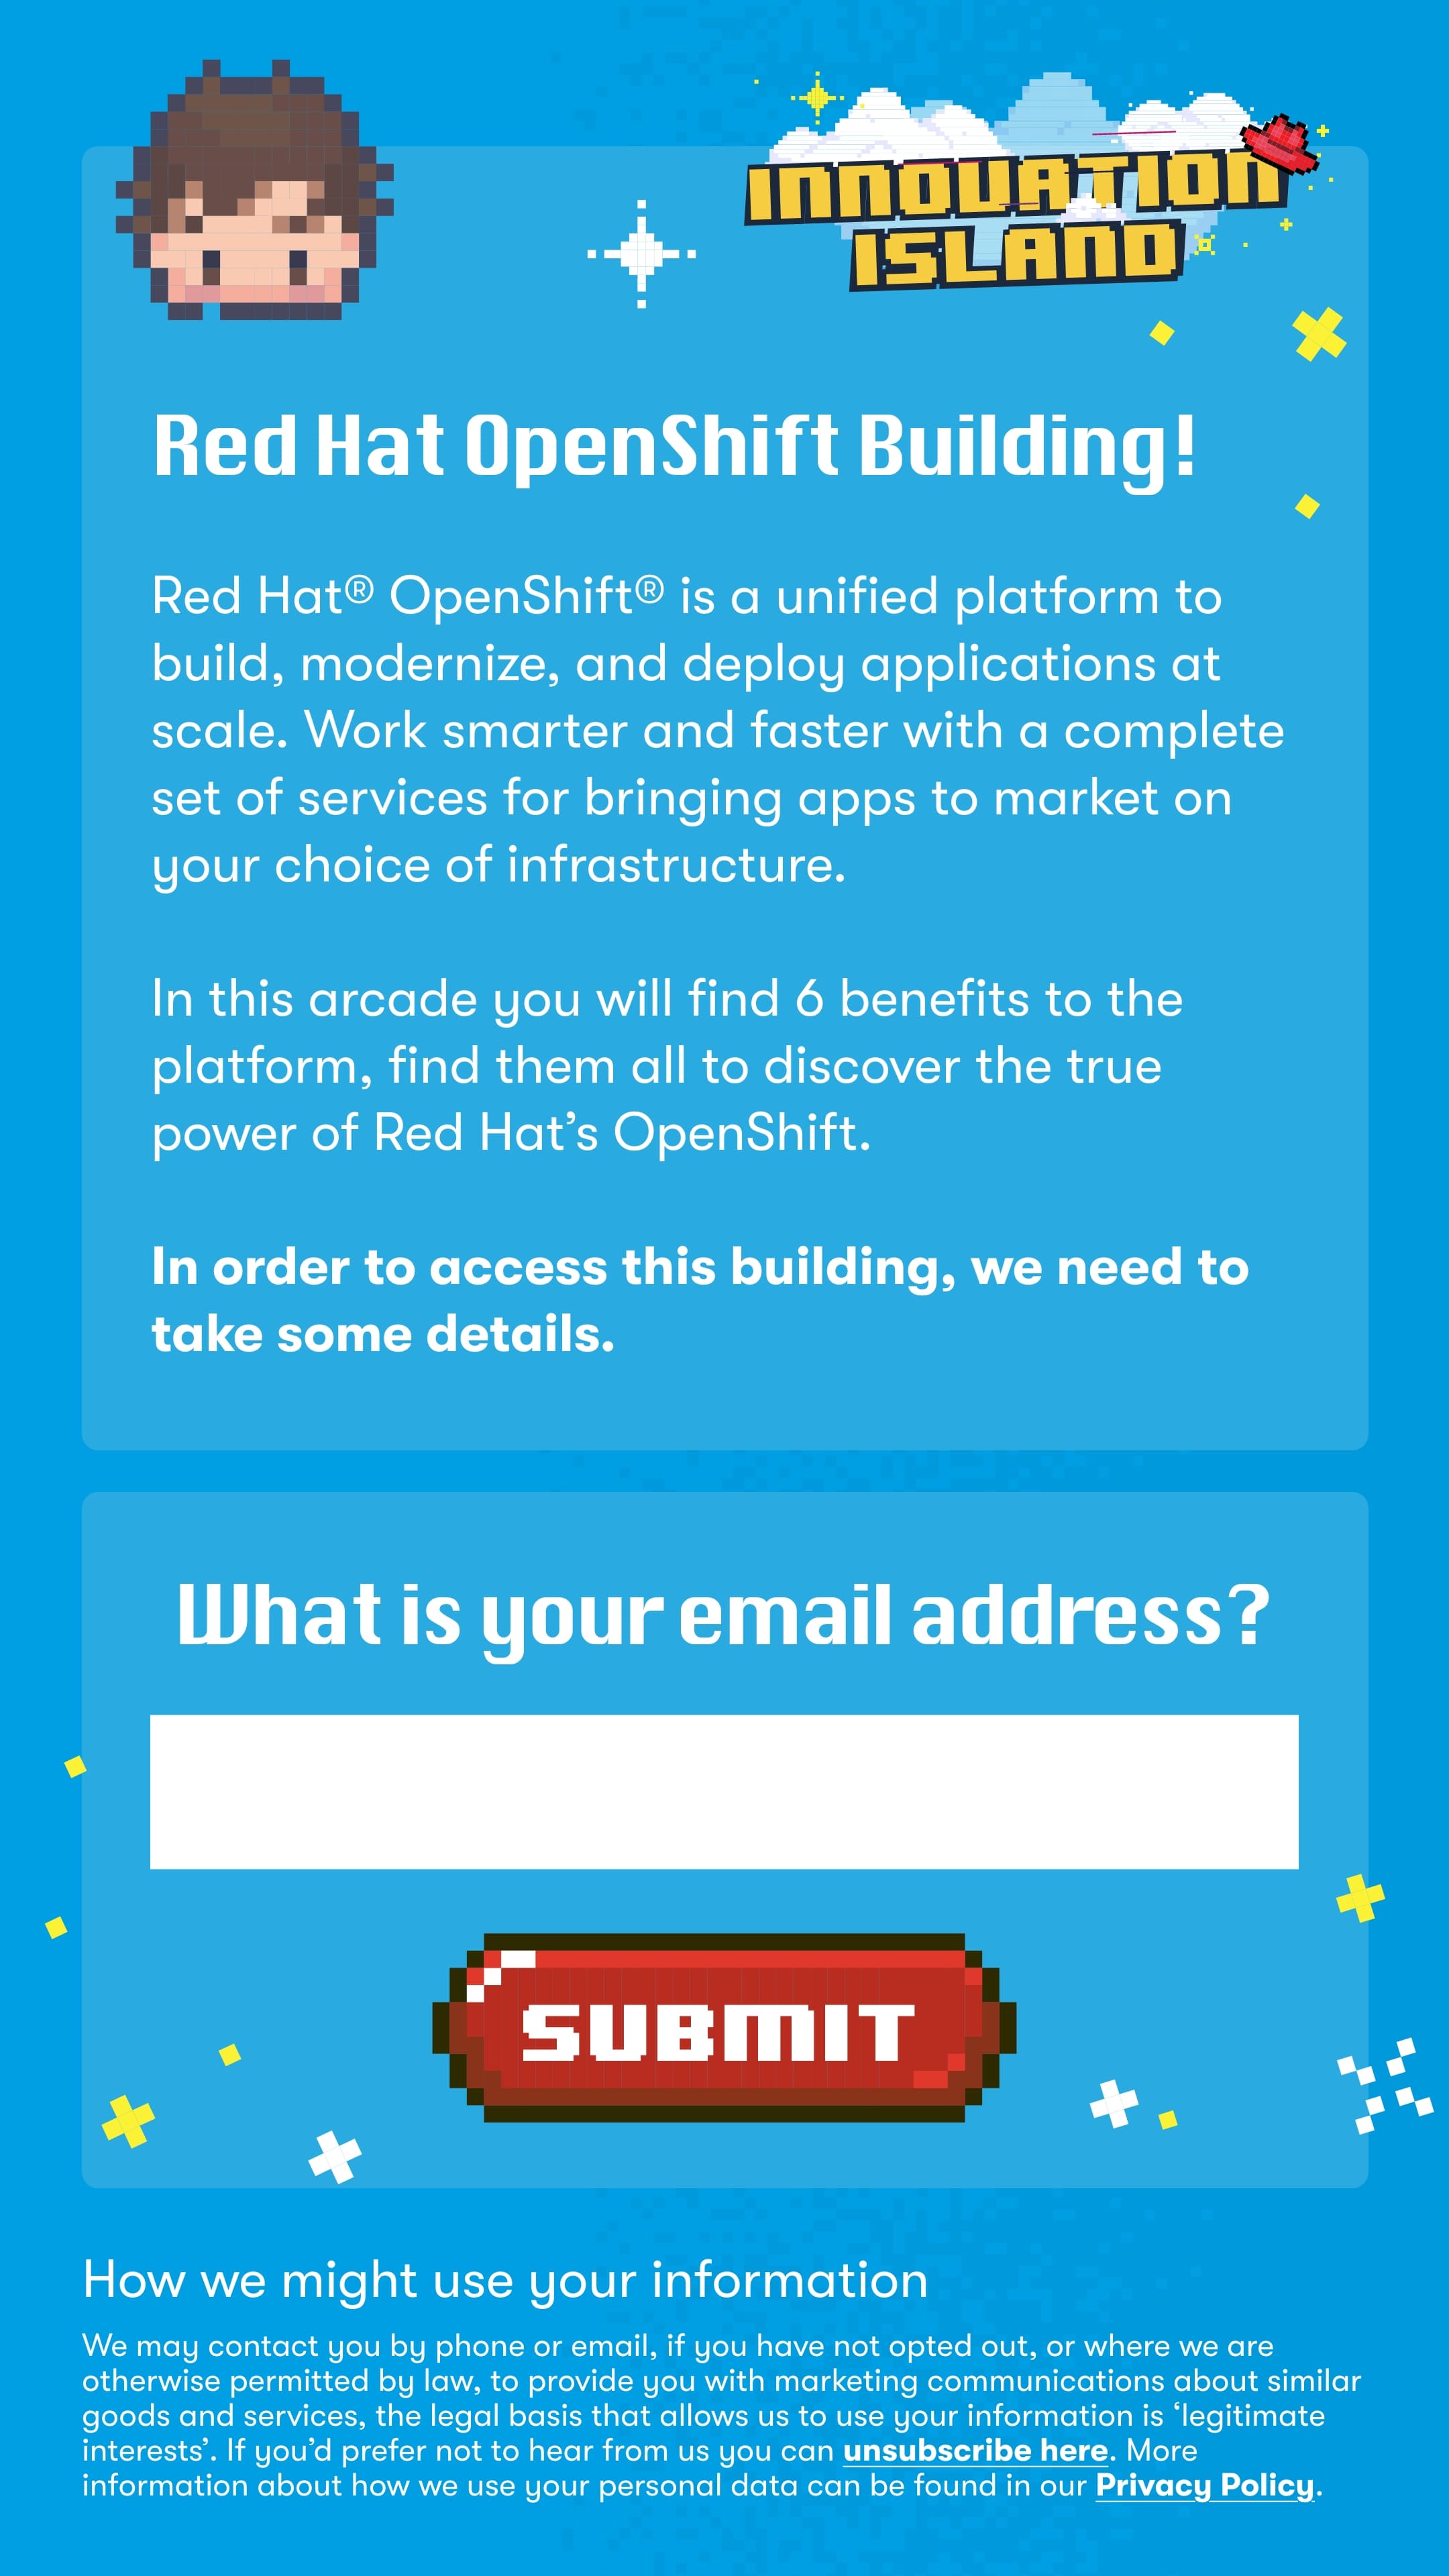 INNOVATION
ISLAND
Red Hat OpenShift Building!
Red Hat® OpenShift® is a unified platform to
build, modernize, and deploy applications at
scale. Work smarter and faster with a complete
set of services for bringing apps to market on
your choice of infrastructure.
In this arcade you will find 6 benefits to the
platform, find them all to discover the true
power of Red Hat’s OpenShift.
In order to access this building, we need to
take some details.
What is your email address?
SUBMIT
How we might use your information
We may contact you by phone or email, if you have not opted out, or where we are
otherwise permitted by law, to provide you with marketing communications about similar
goods and services, the legal basis that allows us to use your information is ‘legitimate
interests’. If you’d prefer not to hear from us you can unsubscribe here. More
information about how we use your personal data can be found in our Privacy Policy.